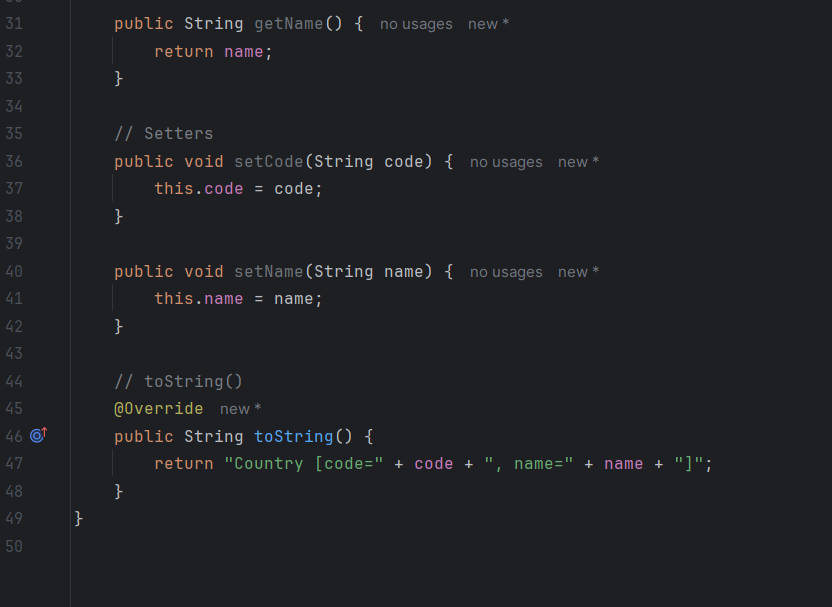 31 public String getName() { no usages new *
32 return name;
33 }
34
35 // Setters
36 public void setCode(String code) { no usages new *
37 this.code = code;
38 }
39
40 public void setName(String name) { no usages new *
41 this.name = name;
42 }
43
44 // toString()
45 @Override new *
46 public String toString() {
47 return "Country [code=" + code + ", name=" + name + "]";
48 }
49 }
50